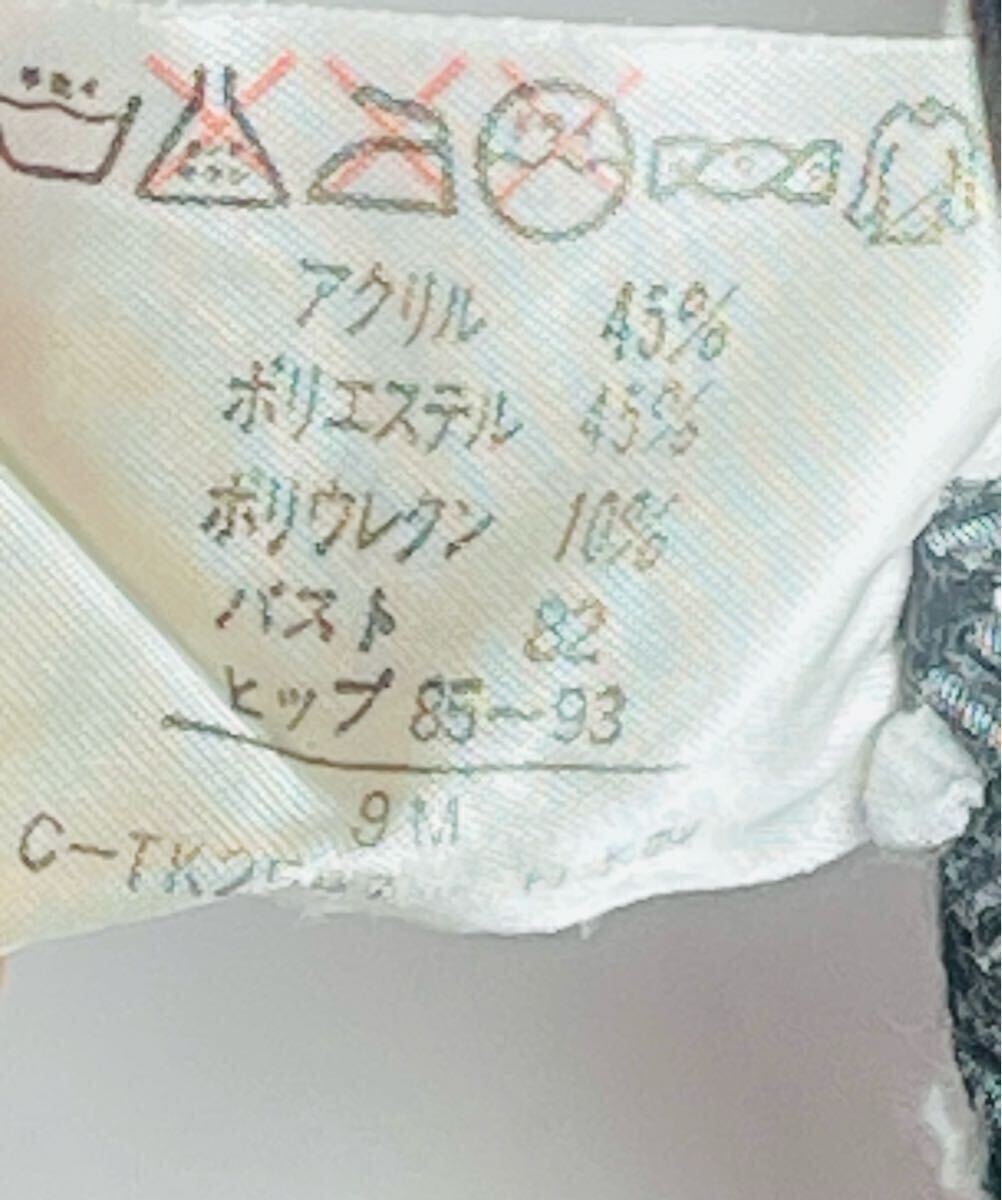 アクリル 45%
ポリエステル 45%
ポリウレタン 10%
バスト 82
ヒップ 85～93
9 M